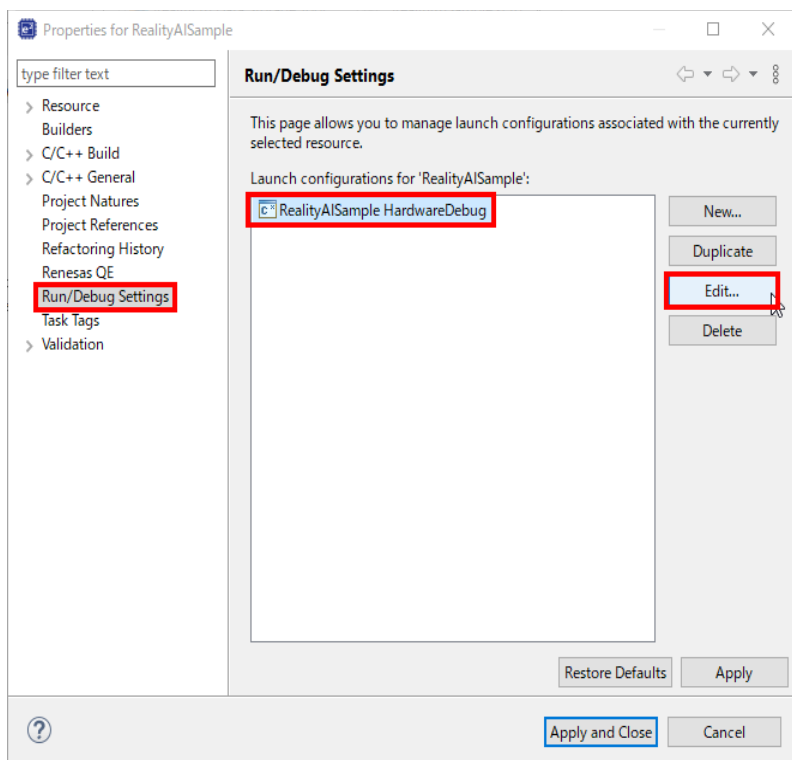 Properties for RealityAISample
type filter text
Resource
Builders
C/C++ Build
C/C++ General
Project Natures
Project References
Refactoring History
Renesas QE
Run/Debug Settings
Task Tags
Validation
Run/Debug Settings
This page allows you to manage launch configurations associated with the currently
selected resource.
Launch configurations for 'RealityAISample':
RealityAISample HardwareDebug
New...
Duplicate
Edit...
Delete
Restore Defaults
Apply
Apply and Close
Cancel